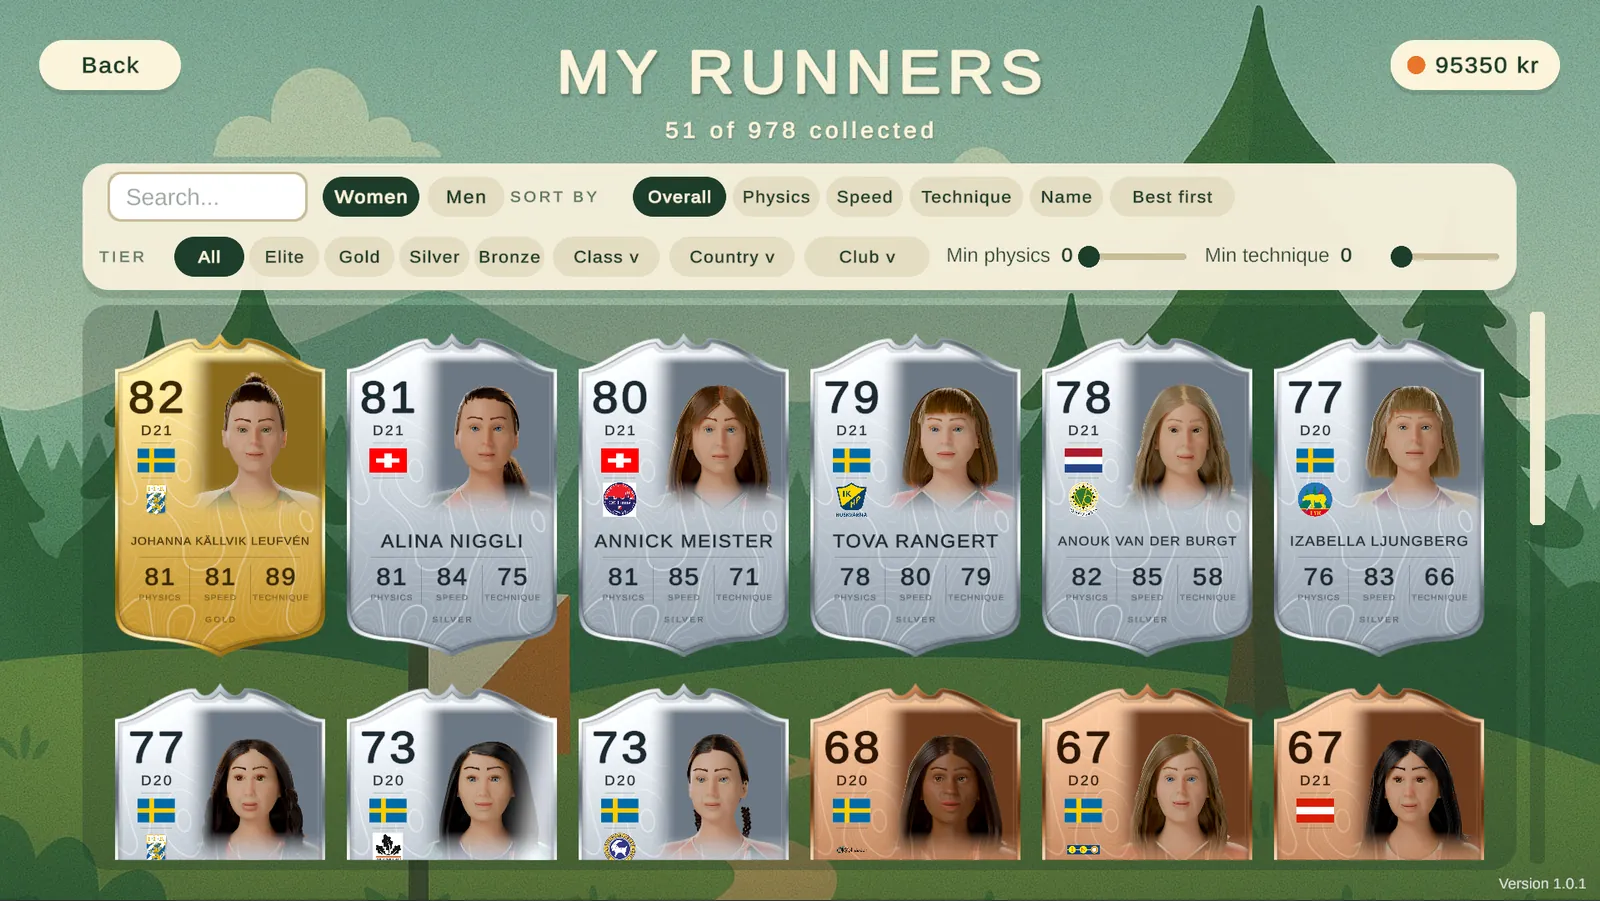 Back
MY RUNNERS
95350 kr
51 of 978 collected
Search...
Women
Men
SORT BY
Overall
Physics
Speed
Technique
Name
Best first
TIER
All
Elite
Gold
Silver
Bronze
Class v
Country v
Club v
Min physics 0
Min technique 0
82
D21
JOHANNA KÄLLVIK LEUFVÉN
81 81 89
PHYSICS SPEED TECHNIQUE
GOLD
81
D21
ALINA NIGGLI
81 84 75
PHYSICS SPEED TECHNIQUE
SILVER
80
D21
ANNICK MEISTER
81 85 71
PHYSICS SPEED TECHNIQUE
SILVER
79
D21
IK
HUSKVARNA
TOVA RANGERT
78 80 79
PHYSICS SPEED TECHNIQUE
SILVER
78
D21
ANOUK VAN DER BURGT
82 85 58
PHYSICS SPEED TECHNIQUE
SILVER
77
D20
IZABELLA LJUNGBERG
76 83 66
PHYSICS SPEED TECHNIQUE
SILVER
77
D20
73
D20
73
D20
68
D20
67
D20
67
D21
Version 1.0.1